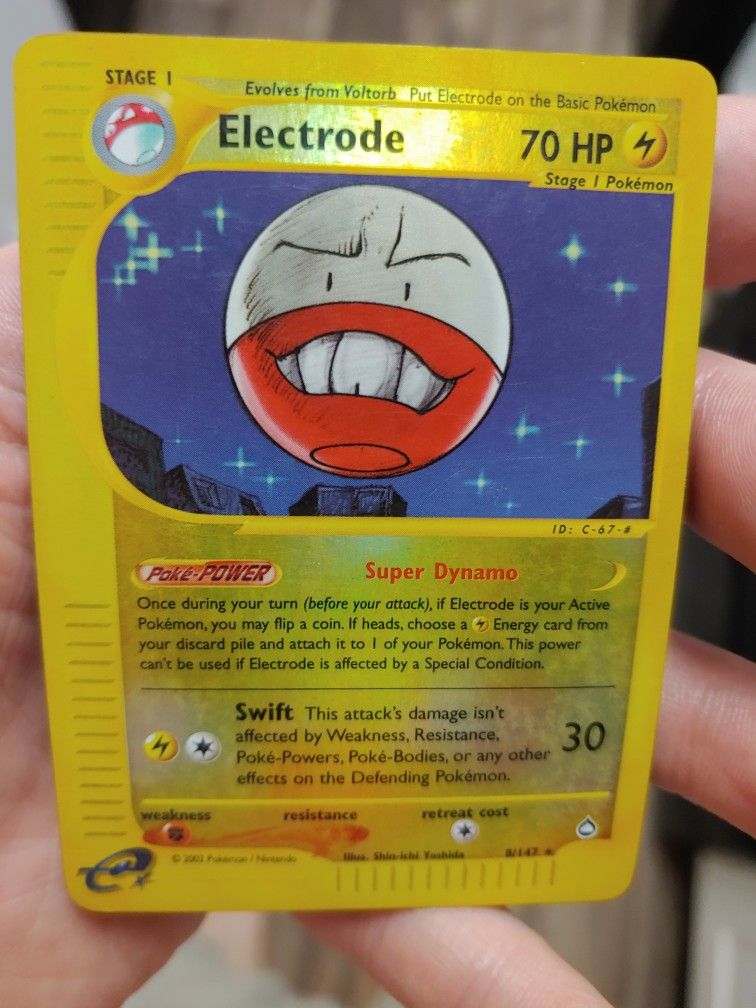 STAGE 1
Evolves from Voltorb Put Electrode on the Basic Pokémon
Electrode 70 HP
Stage 1 Pokémon
ID: C-67-#
Poké-POWER Super Dynamo
Once during your turn (before your attack), if Electrode is your Active
Pokémon, you may flip a coin. If heads, choose a Energy card from
your discard pile and attach it to 1 of your Pokémon. This power
can't be used if Electrode is affected by a Special Condition.
Swift This attack's damage isn't
affected by Weakness, Resistance,
Poké-Powers, Poké-Bodies, or any other
effects on the Defending Pokémon.
30
weakness resistance retreat cost
© 2002 Pokémon / Nintendo Illus. Shin-ichi Yoshida 8/147 ★